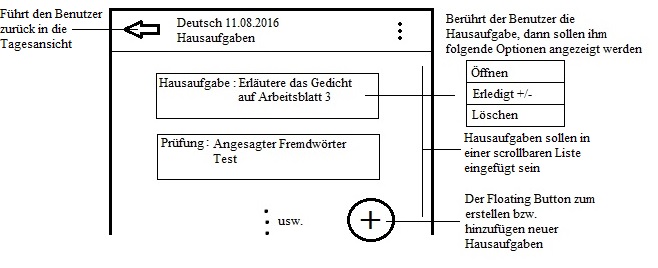 Führt den Benutzer
zurück in die
Tagesansicht
Deutsch 11.08.2016
Hausaufgaben
Berührt der Benutzer die
Hausaufgabe, dann sollen ihm
folgende Optionen angezeigt werden
Hausaufgabe : Erläutere das Gedicht
auf Arbeitsblatt 3
Öffnen
Erledigt +/-
Löschen
Prüfung : Angesagter Fremdwörter
Test
Hausaufgaben sollen in
einer scrollbaren Liste
eingefügt sein
usw.
+
Der Floating Button zum
erstellen bzw.
hinzufügen neuer
Hausaufgaben